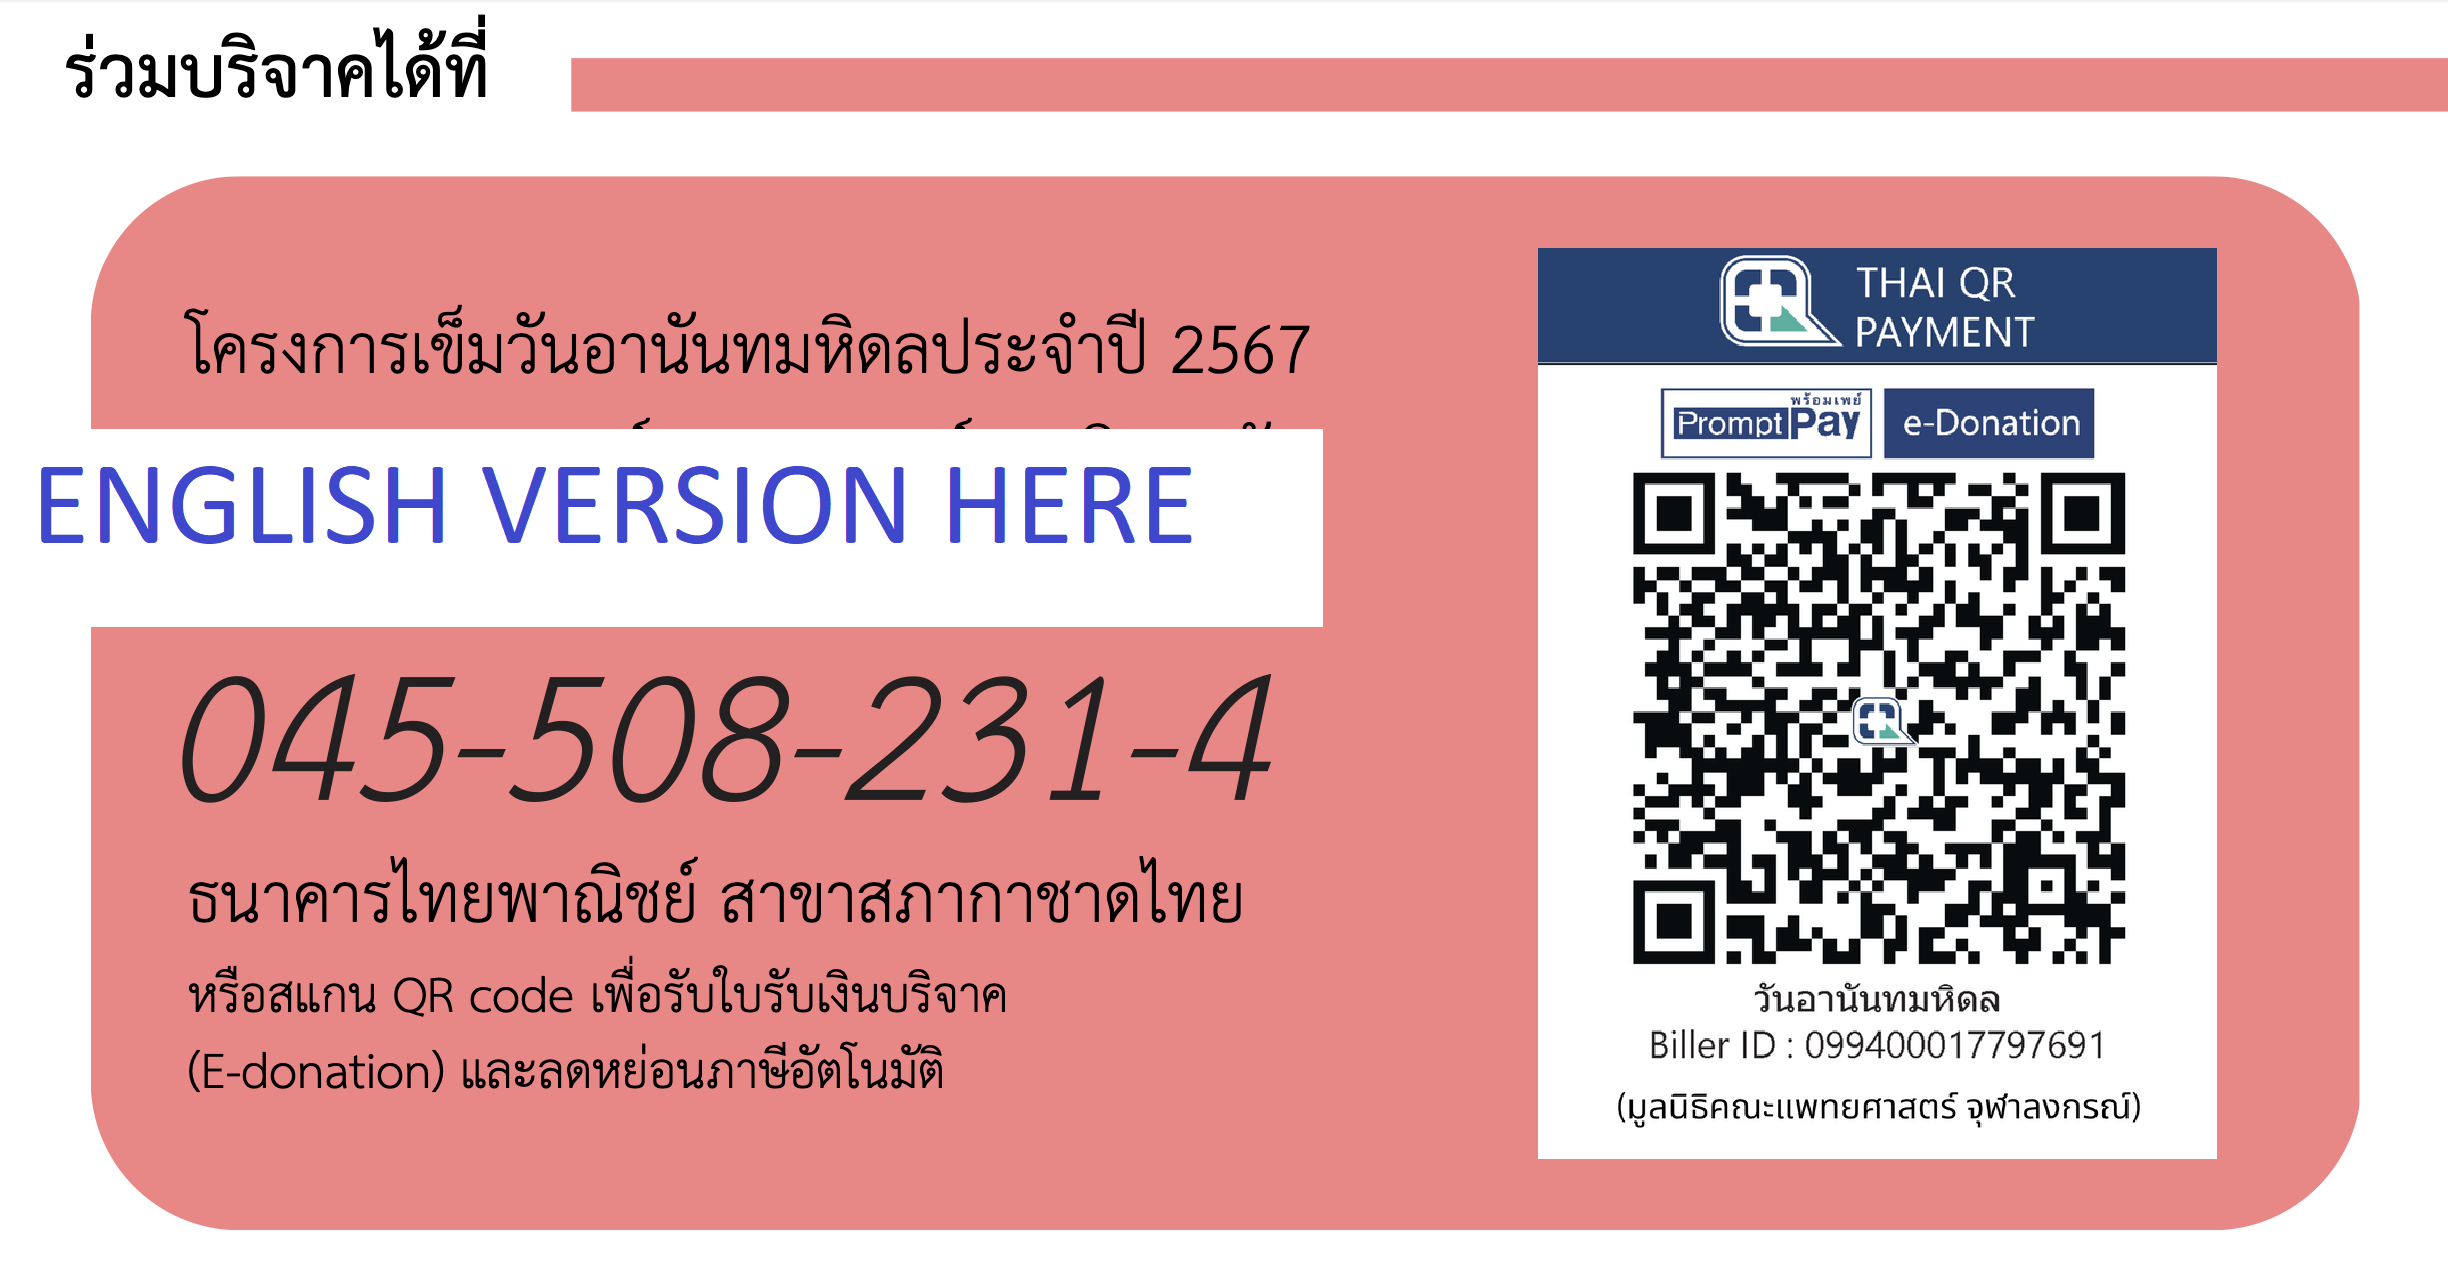 ร่วมบริจาคได้ที่
โครงการเข็มวันอานันทมหิดลประจำปี 2567
ENGLISH VERSION HERE
045-508-231-4
ธนาคารไทยพาณิชย์ สาขาสภากาชาดไทย
หรือสแกน QR code เพื่อรับใบรับเงินบริจาค
(E-donation) และลดหย่อนภาษีอัตโนมัติ
THAI QR
PAYMENT
พร้อมเพย์
PromptPay
e-Donation
วันอานันทมหิดล
Biller ID : 099400017797691
(มูลนิธิคณะแพทยศาสตร์ จุฬาลงกรณ์)